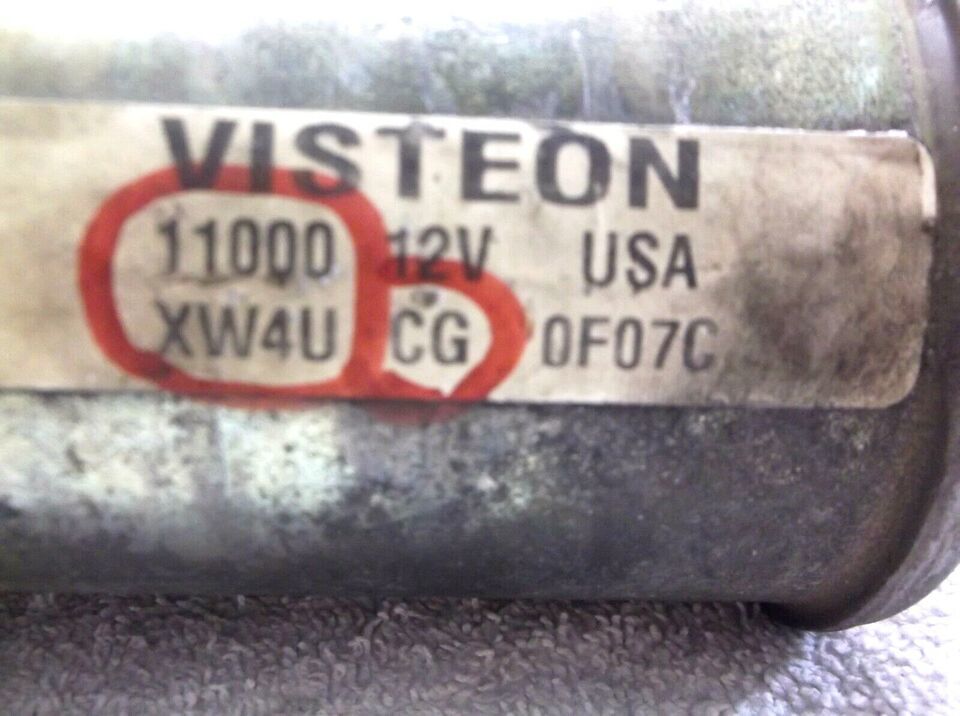 VISTEON
11000 12V USA
XW4U CG 0F07C